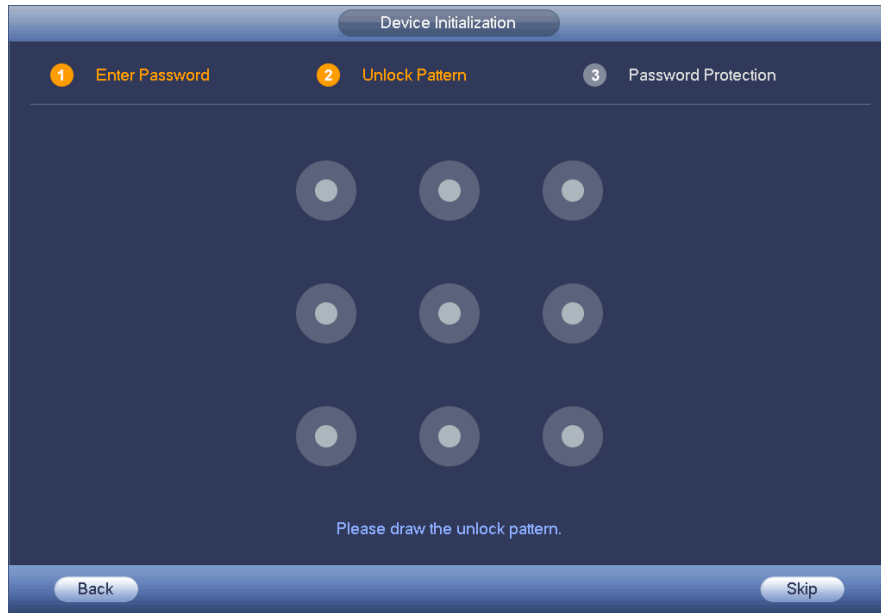 Device Initialization
1 Enter Password 2 Unlock Pattern 3 Password Protection
Please draw the unlock pattern.
Back Skip